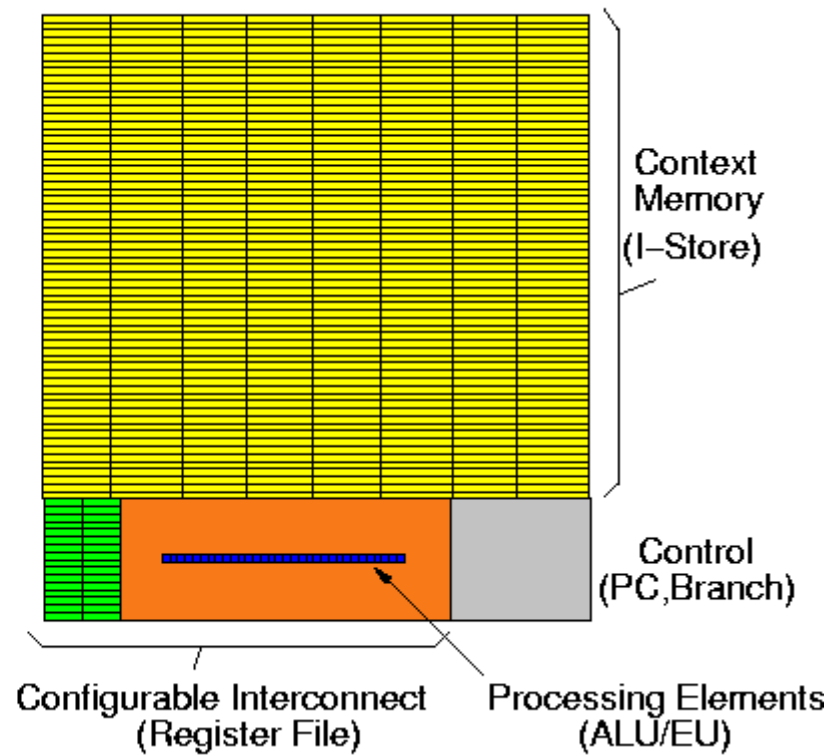 Context
Memory
(I−Store)
Control
(PC,Branch)
Configurable Interconnect
(Register File)
Processing Elements
(ALU/EU)